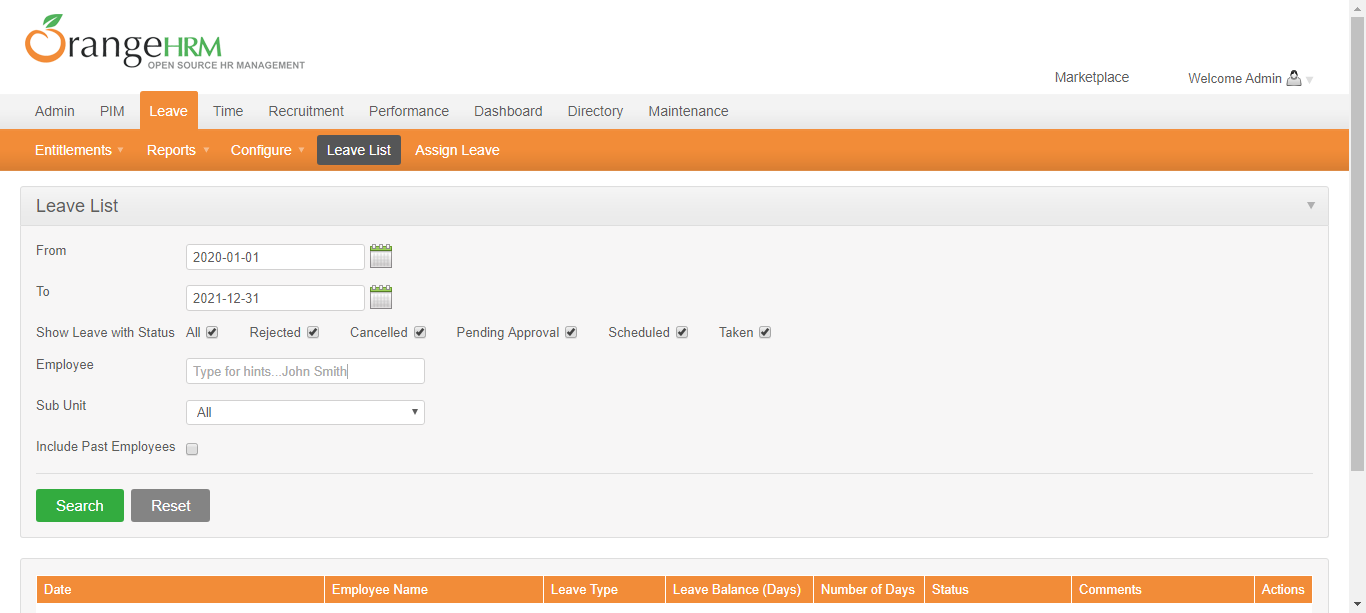 OrangeHRM
OPEN SOURCE HR MANAGEMENT
Marketplace Welcome Admin
Admin PIM Leave Time Recruitment Performance Dashboard Directory Maintenance
Entitlements Reports Configure Leave List Assign Leave
Leave List
From 2020-01-01
To 2021-12-31
Show Leave with Status All Rejected Cancelled Pending Approval Scheduled Taken
Employee Type for hints...John Smith
Sub Unit All
Include Past Employees
Search Reset
Date Employee Name Leave Type Leave Balance (Days) Number of Days Status Comments Actions